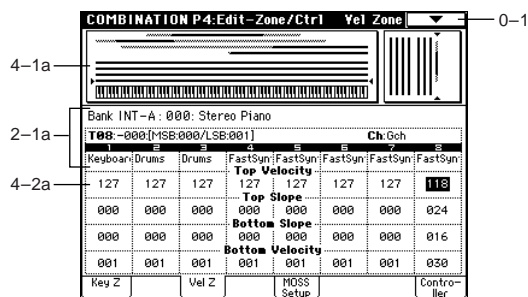 COMBINATION P4:Edit-Zone/Ctrl Vel Zone
0–1
4–1a
2–1a
Bank INT-A: 000: Stereo Piano
T08:-000:[MSB:000/LSB:001] Ch:Gch
1 2 3 4 5 6 7 8
Keyboar Drums Drums FastSyn FastSyn FastSyn FastSyn FastSyn
Top Velocity
4–2a
127 127 127 127 127 127 127 118
Top Slope
000 000 000 000 000 000 000 024
Bottom Slope
000 000 000 000 000 000 000 016
Bottom Velocity
001 001 001 001 001 001 001 030
Key Z Vel Z MOSS Setup Contro-ller